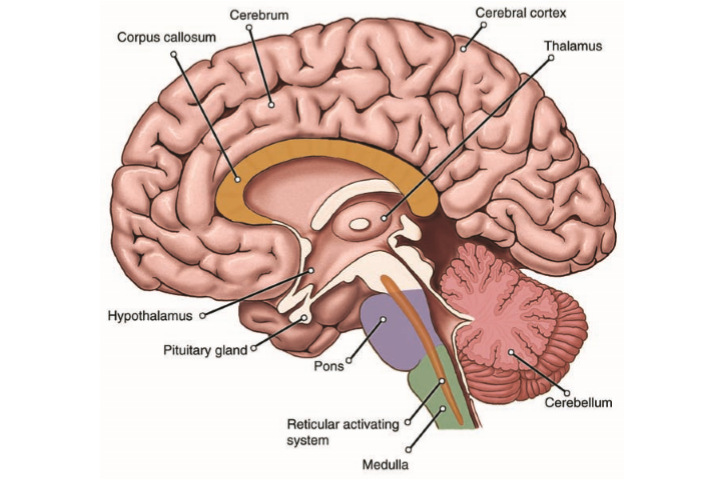 Cerebrum
Cerebral cortex
Corpus callosum
Thalamus
Hypothalamus
Pituitary gland
Pons
Cerebellum
Reticular activating
system
Medulla